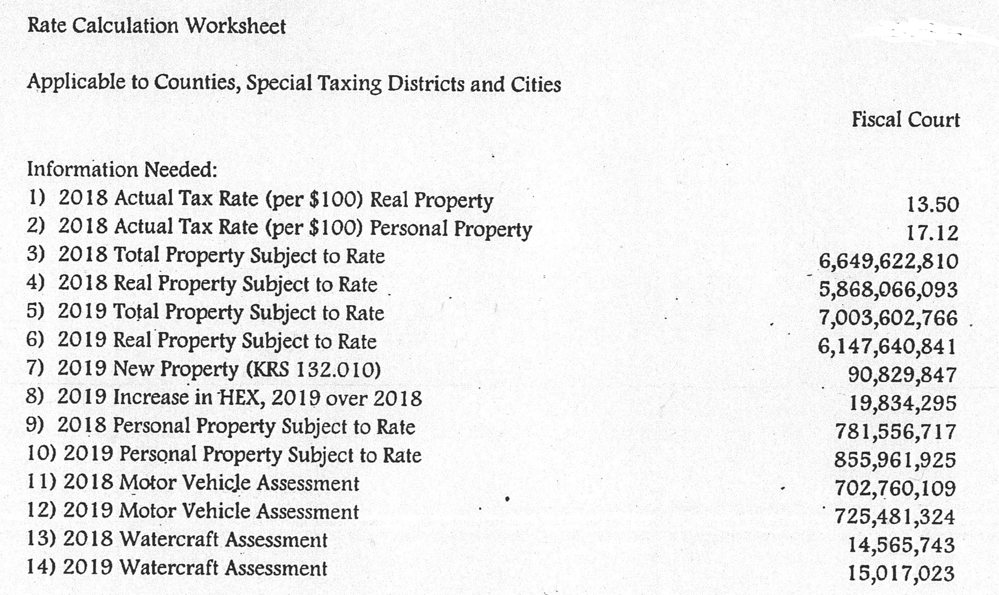 Rate Calculation Worksheet
Applicable to Counties, Special Taxing Districts and Cities
Fiscal Court
Information Needed:
1) 2018 Actual Tax Rate (per $100) Real Property 13.50
2) 2018 Actual Tax Rate (per $100) Personal Property 17.12
3) 2018 Total Property Subject to Rate 6,649,622,810
4) 2018 Real Property Subject to Rate 5,868,066,093
5) 2019 Total Property Subject to Rate 7,003,602,766
6) 2019 Real Property Subject to Rate 6,147,640,841
7) 2019 New Property (KRS 132.010) 90,829,847
8) 2019 Increase in HEX, 2019 over 2018 19,834,295
9) 2018 Personal Property Subject to Rate 781,556,717
10) 2019 Personal Property Subject to Rate 855,961,925
11) 2018 Motor Vehicle Assessment 702,760,109
12) 2019 Motor Vehicle Assessment 725,481,324
13) 2018 Watercraft Assessment 14,565,743
14) 2019 Watercraft Assessment 15,017,023